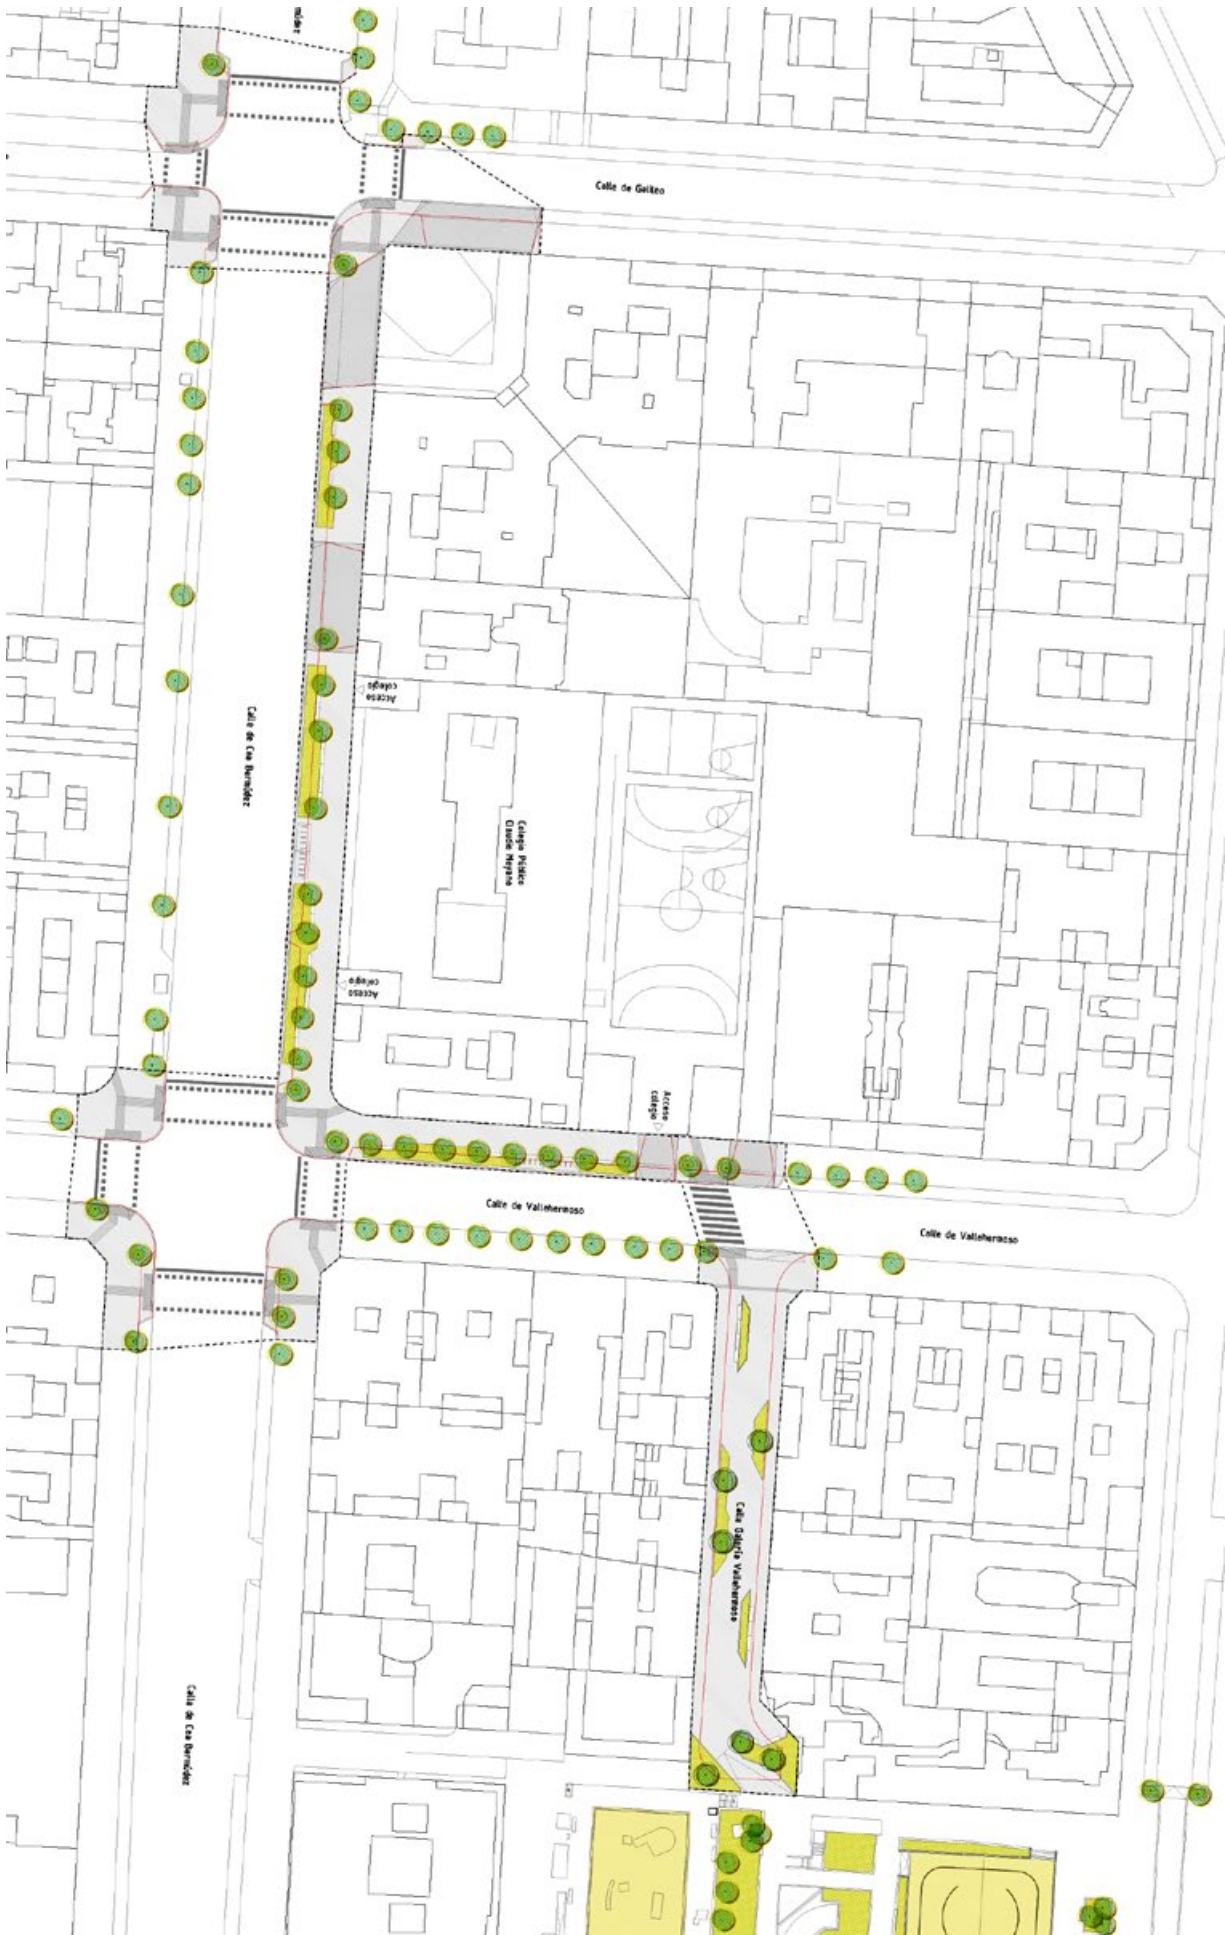 Calle de Galileo
Acceso
colegio
Calle de Cea Bermúdez
Colegio Público
Claudio Moyano
Acceso
colegio
Acceso
colegio
Calle de Vallehermoso
Calle de Vallehermoso
Calle Galería Vallehermoso
Calle de Cea Bermúdez